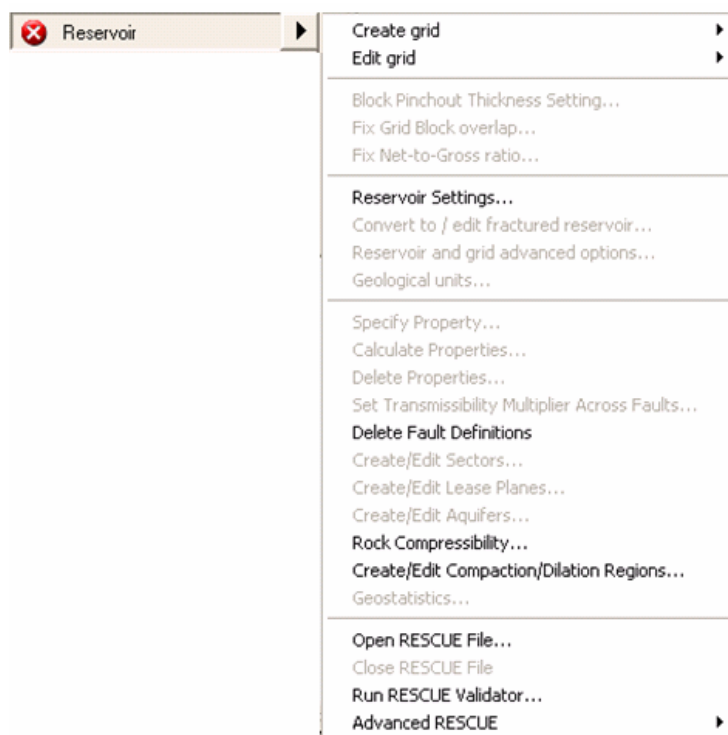 Reservoir
Create grid
Edit grid
Block Pinchout Thickness Setting...
Fix Grid Block overlap...
Fix Net-to-Gross ratio...
Reservoir Settings...
Convert to / edit fractured reservoir...
Reservoir and grid advanced options...
Geological units...
Specify Property...
Calculate Properties...
Delete Properties...
Set Transmissibility Multiplier Across Faults...
Delete Fault Definitions
Create/Edit Sectors...
Create/Edit Lease Planes...
Create/Edit Aquifers...
Rock Compressibility...
Create/Edit Compaction/Dilation Regions...
Geostatistics...
Open RESCUE File...
Close RESCUE File
Run RESCUE Validator...
Advanced RESCUE